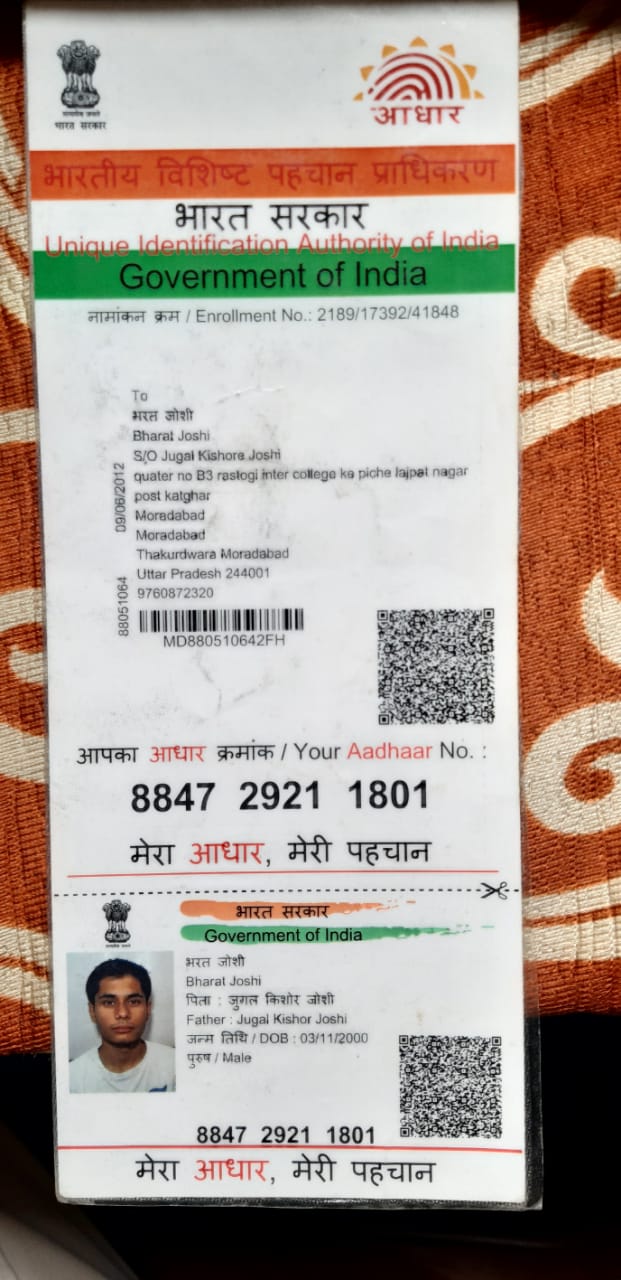 भारत सरकार
आधार
भारतीय विशिष्ट पहचान प्राधिकरण
भारत सरकार
Unique Identification Authority of India
Government of India
नामांकन क्रम / Enrollment No.: 2189/17392/41848
To
भरत जोशी
Bharat Joshi
S/O Jugal Kishore Joshi
quater no B3 rastogi inter college ke piche lajpat nagar
post katghar
Moradabad
Moradabad
Thakurdwara Moradabad
Uttar Pradesh 244001
9760872320
09/06/2012
88051064
MD880510642FH
आपका आधार क्रमांक / Your Aadhaar No. :
8847 2921 1801
मेरा आधार, मेरी पहचान
भारत सरकार
Government of India
भरत जोशी
Bharat Joshi
पिता : जुगल किशोर जोशी
Father : Jugal Kishor Joshi
जन्म तिथि / DOB : 03/11/2000
पुरुष / Male
8847 2921 1801
मेरा आधार, मेरी पहचान